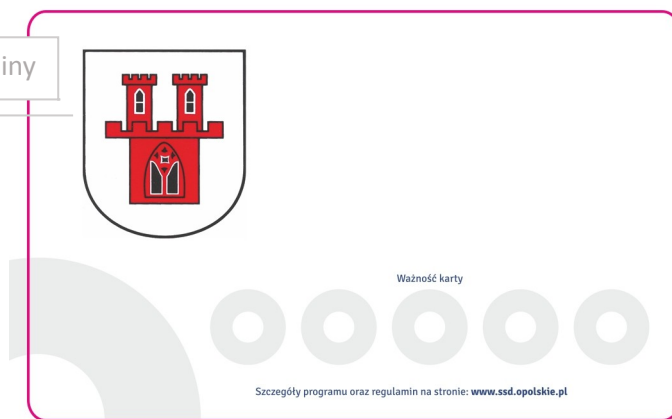 iny
Ważność karty
Szczegóły programu oraz regulamin na stronie: www.ssd.opolskie.pl